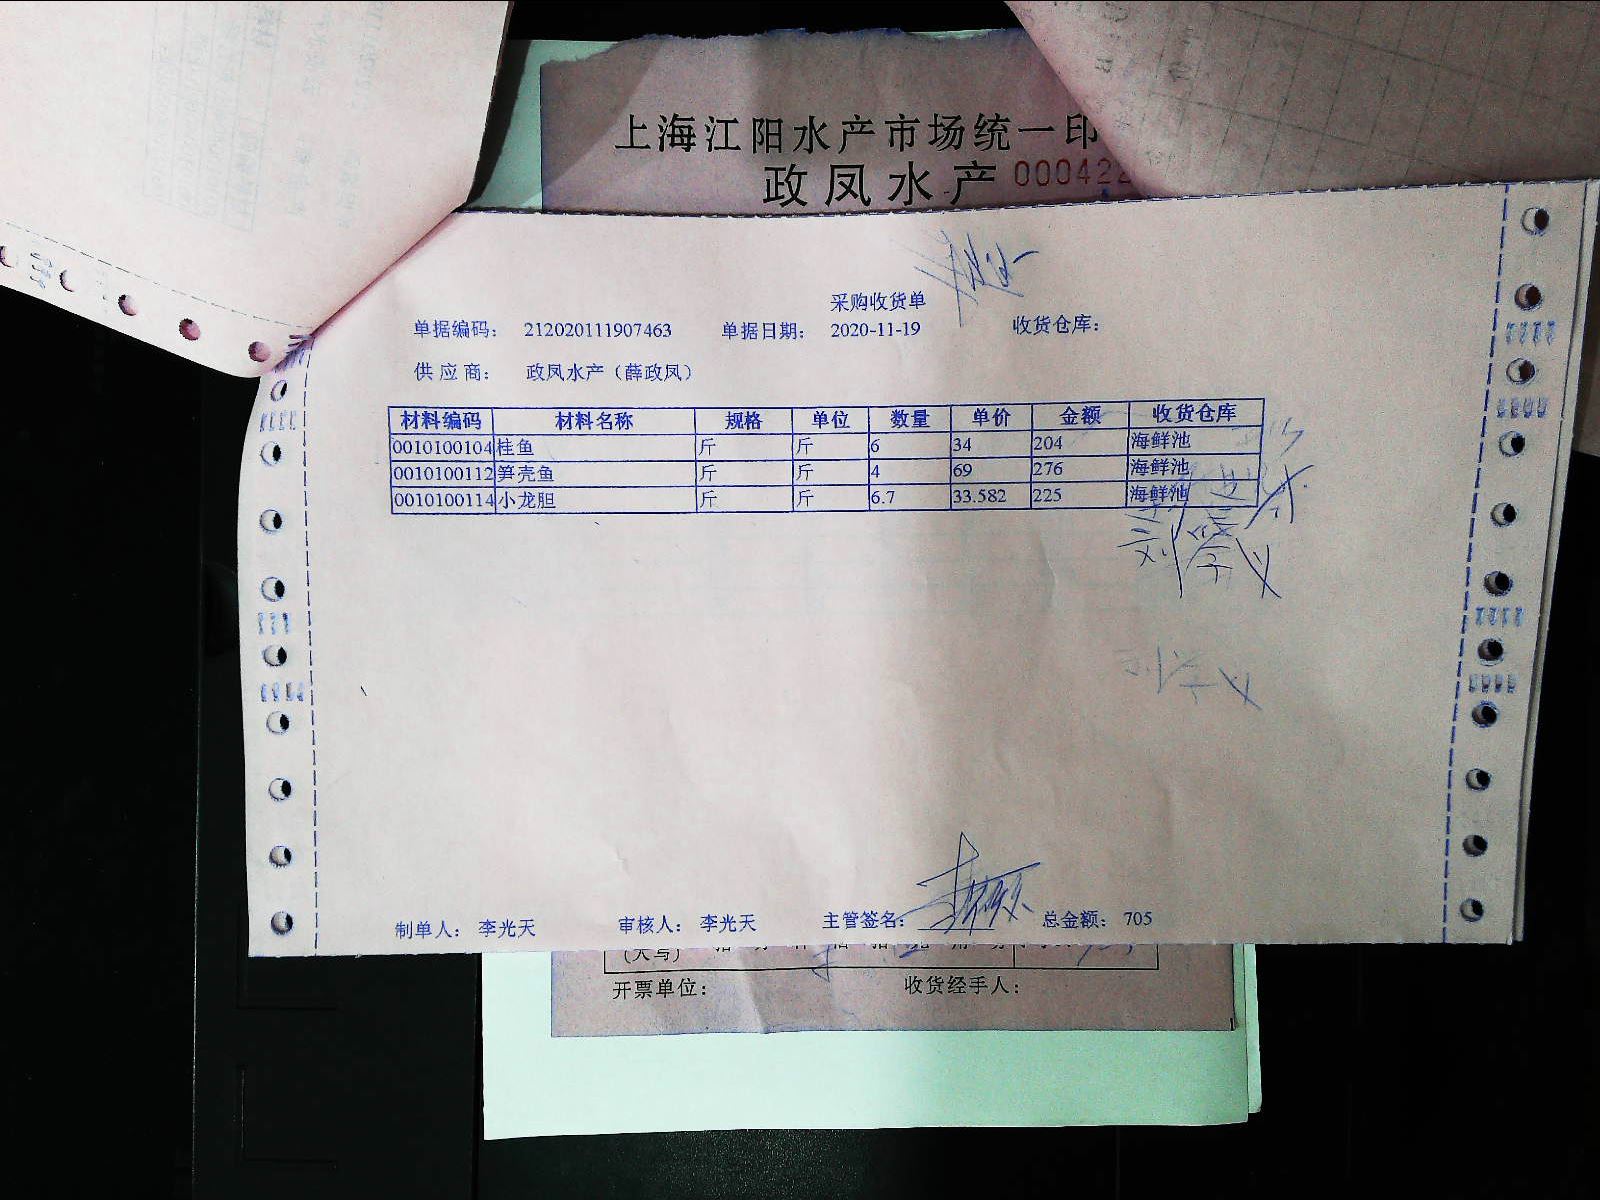 上海江阳水产市场统一印
政凤水产 000422
采购收货单
单据编码： 212020111907463 单据日期： 2020-11-19 收货仓库：
供应商： 政凤水产（薛政凤）
材料编码 材料名称 规格 单位 数量 单价 金额 收货仓库
0010100104 桂鱼 斤 斤 6 34 204 海鲜池
0010100112 笋壳鱼 斤 斤 4 69 276 海鲜池
0010100114 小龙胆 斤 斤 6.7 33.582 225 海鲜池
制单人： 李光天 审核人： 李光天 主管签名： 总金额： 705
(大写)
开票单位： 收货经手人：